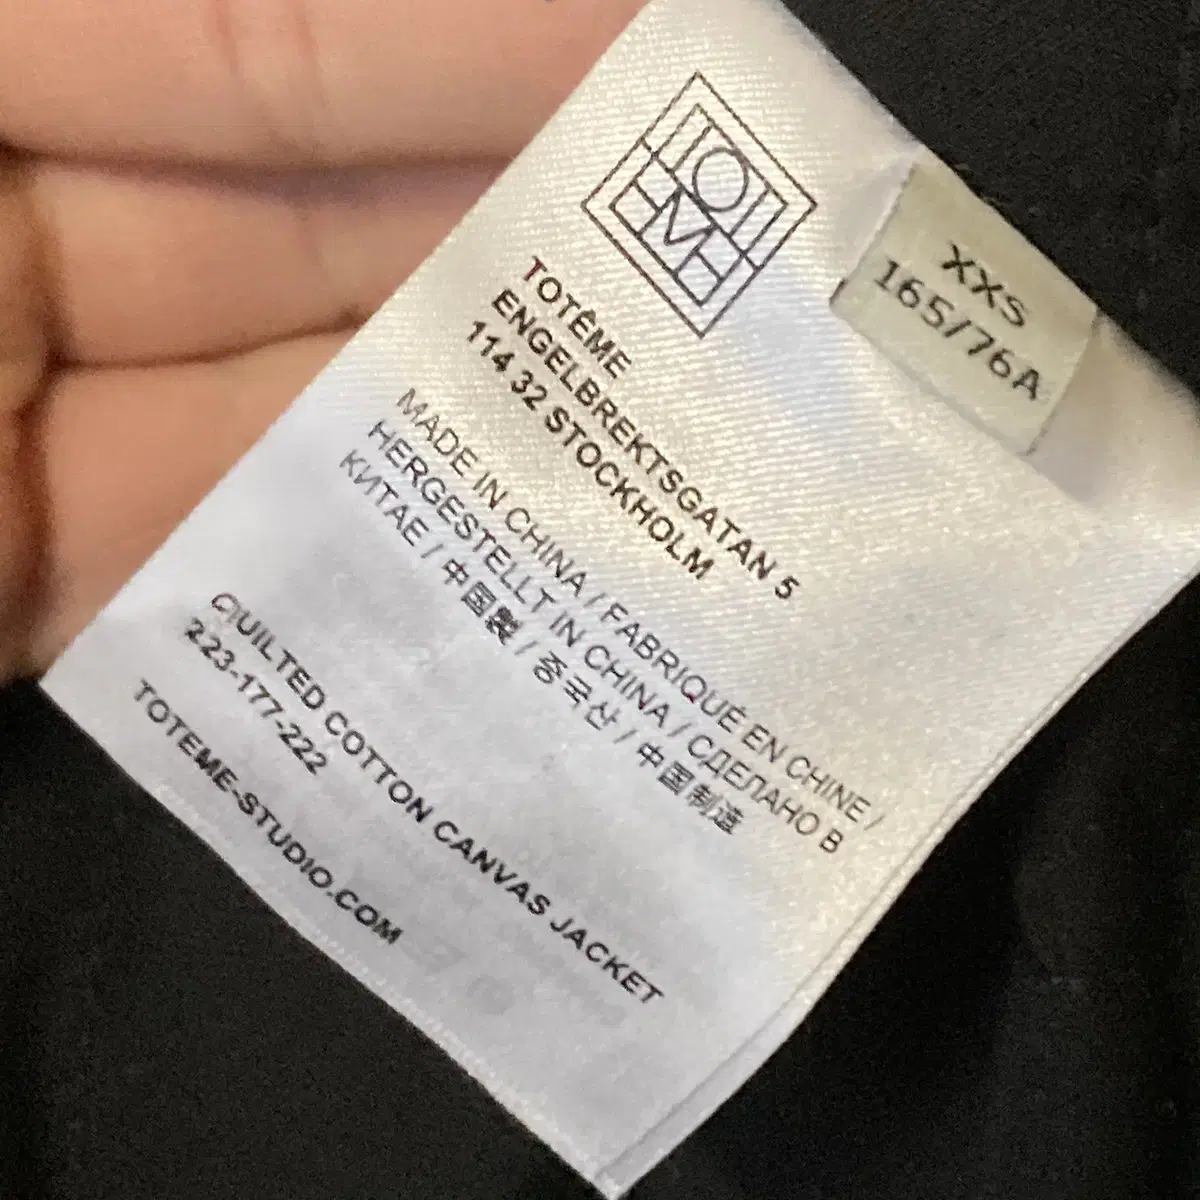 TOTÊME
XXS
165/76A
TOTÊME
ENGELBREKTSGATAN 5
114 32 STOCKHOLM
MADE IN CHINA / FABRIQUÉ EN CHINE /
HERGESTELLT IN CHINA / СДЕЛАНО В
КИТАЕ / 中国製 / 중국산 / 中国制造
QUILTED COTTON CANVAS JACKET
223-177-222
TOTEME-STUDIO.COM